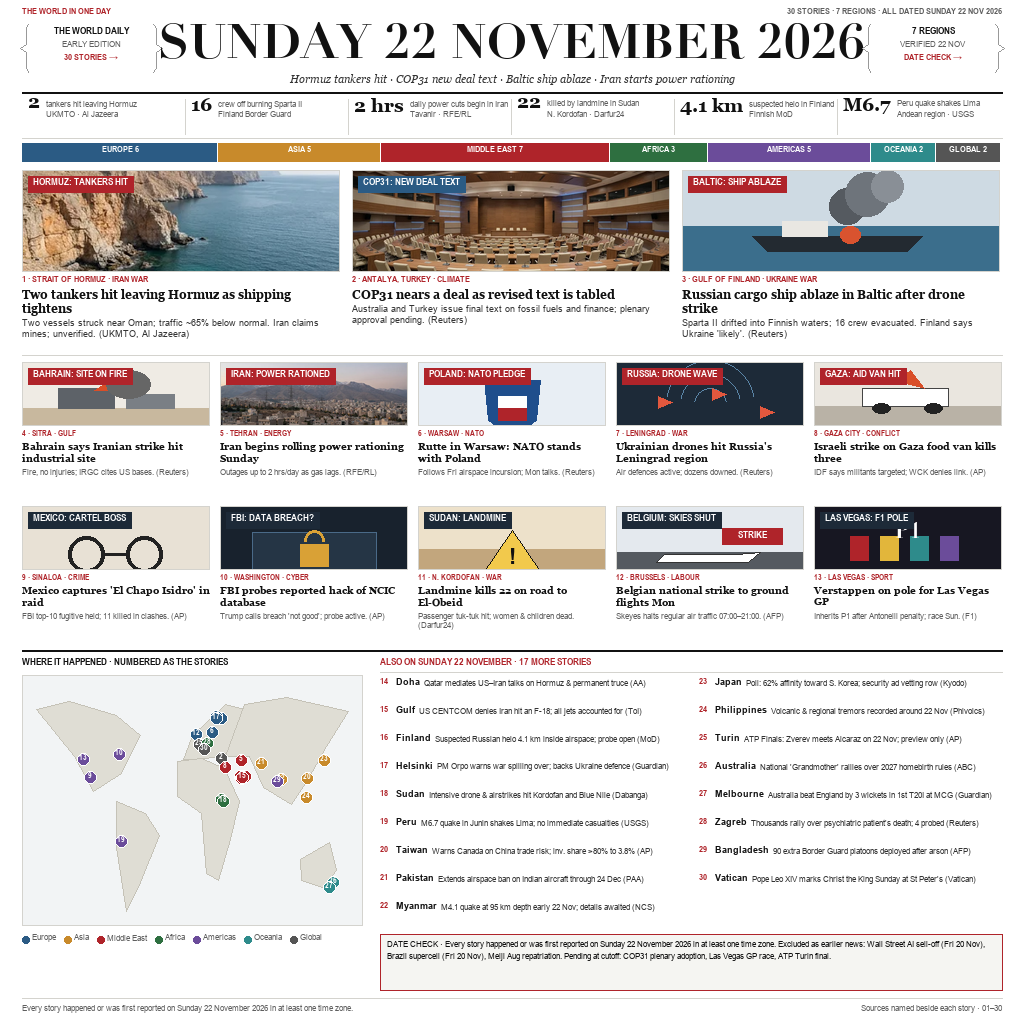 THE WORLD IN ONE DAY
30 STORIES · 7 REGIONS · ALL DATED SUNDAY 22 NOV 2026
THE WORLD DAILY
EARLY EDITION
30 STORIES →
SUNDAY 22 NOVEMBER 2026
7 REGIONS
VERIFIED 22 NOV
DATE CHECK →
Hormuz tankers hit · COP31 new deal text · Baltic ship ablaze · Iran starts power rationing
2 tankers hit leaving Hormuz
UKMTO · Al Jazeera
16 crew off burning Sparta II
Finland Border Guard
2 hrs daily power cuts begin in Iran
Tavanir · RFE/RL
22 killed by landmine in Sudan
N. Kordofan · Darfur24
4.1 km suspected helo in Finland
Finnish MoD
M6.7 Peru quake shakes Lima
Andean region · USGS
EUROPE 6
ASIA 5
MIDDLE EAST 7
AFRICA 3
AMERICAS 5
OCEANIA 2
GLOBAL 2
HORMUZ: TANKERS HIT
1 · STRAIT OF HORMUZ · IRAN WAR
Two tankers hit leaving Hormuz as shipping
tightens
Two vessels struck near Oman; traffic ~65% below normal. Iran claims
mines; unverified. (UKMTO, Al Jazeera)
COP31: NEW DEAL TEXT
2 · ANTALYA, TURKEY · CLIMATE
COP31 nears a deal as revised text is tabled
Australia and Turkey issue final text on fossil fuels and finance; plenary
approval pending. (Reuters)
BALTIC: SHIP ABLAZE
3 · GULF OF FINLAND · UKRAINE WAR
Russian cargo ship ablaze in Baltic after drone
strike
Sparta II drifted into Finnish waters; 16 crew evacuated. Finland says
Ukraine 'likely'. (Reuters)
BAHRAIN: SITE ON FIRE
4 · SITRA · GULF
Bahrain says Iranian strike hit
industrial site
Fire, no injuries; IRGC cites US bases. (Reuters)
IRAN: POWER RATIONED
5 · TEHRAN · ENERGY
Iran begins rolling power rationing
Sunday
Outages up to 2 hrs/day as gas lags. (RFE/RL)
POLAND: NATO PLEDGE
6 · WARSAW · NATO
Rutte in Warsaw: NATO stands
with Poland
Follows Fri airspace incursion; Mon talks. (Reuters)
RUSSIA: DRONE WAVE
7 · LENINGRAD · WAR
Ukrainian drones hit Russia's
Leningrad region
Air defences active; dozens downed. (Reuters)
GAZA: AID VAN HIT
8 · GAZA CITY · CONFLICT
Israeli strike on Gaza food van kills
three
IDF says militants targeted; WCK denies link. (AP)
MEXICO: CARTEL BOSS
9 · SINALOA · CRIME
Mexico captures 'El Chapo Isidro' in
raid
FBI top-10 fugitive held; 11 killed in clashes. (AP)
FBI: DATA BREACH?
10 · WASHINGTON · CYBER
FBI probes reported hack of NCIC
database
Trump calls breach 'not good'; probe active. (AP)
SUDAN: LANDMINE
!
11 · N. KORDOFAN · WAR
Landmine kills 22 on road to
El-Obeid
Passenger tuk-tuk hit; women & children dead.
(Darfur24)
BELGIUM: SKIES SHUT
STRIKE
12 · BRUSSELS · LABOUR
Belgian national strike to ground
flights Mon
Skeyes halts regular air traffic 07:00–21:00. (AFP)
LAS VEGAS: F1 POLE
13 · LAS VEGAS · SPORT
Verstappen on pole for Las Vegas
GP
Inherits P1 after Antonelli penalty; race Sun. (F1)
WHERE IT HAPPENED · NUMBERED AS THE STORIES
Europe
Asia
Middle East
Africa
Americas
Oceania
Global
ALSO ON SUNDAY 22 NOVEMBER · 17 MORE STORIES
14 Doha Qatar mediates US–Iran talks on Hormuz & permanent truce (AA)
15 Gulf US CENTCOM denies Iran hit an F-18; all jets accounted for (ToI)
16 Finland Suspected Russian helo 4.1 km inside airspace; probe open (MoD)
17 Helsinki PM Orpo warns war spilling over; backs Ukraine defence (Guardian)
18 Sudan Intensive drone & airstrikes hit Kordofan and Blue Nile (Dabanga)
19 Peru M6.7 quake in Junin shakes Lima; no immediate casualties (USGS)
20 Taiwan Warns Canada on China trade risk; inv. share >80% to 3.8% (AP)
21 Pakistan Extends airspace ban on Indian aircraft through 24 Dec (PAA)
22 Myanmar M4.1 quake at 95 km depth early 22 Nov; details awaited (NCS)
23 Japan Poll: 62% affinity toward S. Korea; security ad vetting row (Kyodo)
24 Philippines Volcanic & regional tremors recorded around 22 Nov (Phivolcs)
25 Turin ATP Finals: Zverev meets Alcaraz on 22 Nov; preview only (AP)
26 Australia National 'Grandmother' rallies over 2027 homebirth rules (ABC)
27 Melbourne Australia beat England by 3 wickets in 1st T20I at MCG (Guardian)
28 Zagreb Thousands rally over psychiatric patient's death; 4 probed (Reuters)
29 Bangladesh 90 extra Border Guard platoons deployed after arson (AFP)
30 Vatican Pope Leo XIV marks Christ the King Sunday at St Peter's (Vatican)
DATE CHECK · Every story happened or was first reported on Sunday 22 November 2026 in at least one time zone. Excluded as earlier news: Wall Street AI sell-off (Fri 20 Nov),
Brazil supercell (Fri 20 Nov), Meiji Aug repatriation. Pending at cutoff: COP31 plenary adoption, Las Vegas GP race, ATP Turin final.
Every story happened or was first reported on Sunday 22 November 2026 in at least one time zone.
Sources named beside each story · 01–30